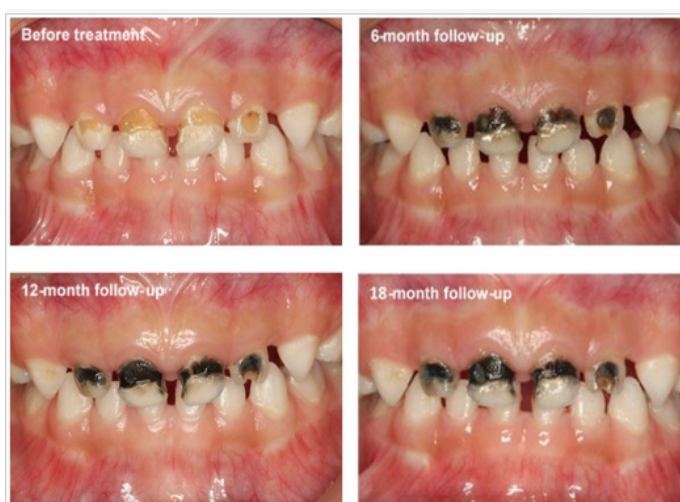 Before treatment
6-month follow-up
12-month follow-up
18-month follow-up